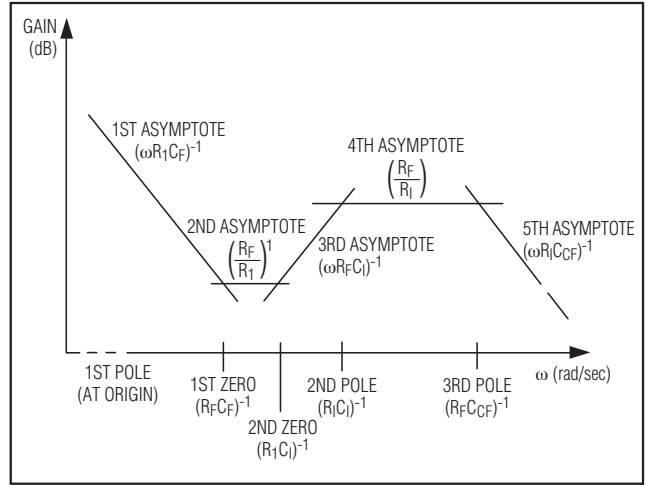 GAIN
(dB)
1ST ASYMPTOTE
(ωR1CF)-1
2ND ASYMPTOTE
(RF/R1)1
3RD ASYMPTOTE
(ωRFCI)-1
4TH ASYMPTOTE
(RF/RI)
5TH ASYMPTOTE
(ωRICCF)-1
1ST POLE
(AT ORIGIN)
1ST ZERO
(RFCF)-1
2ND ZERO
(R1CI)-1
2ND POLE
(RICI)-1
3RD POLE
(RFCCF)-1
ω (rad/sec)